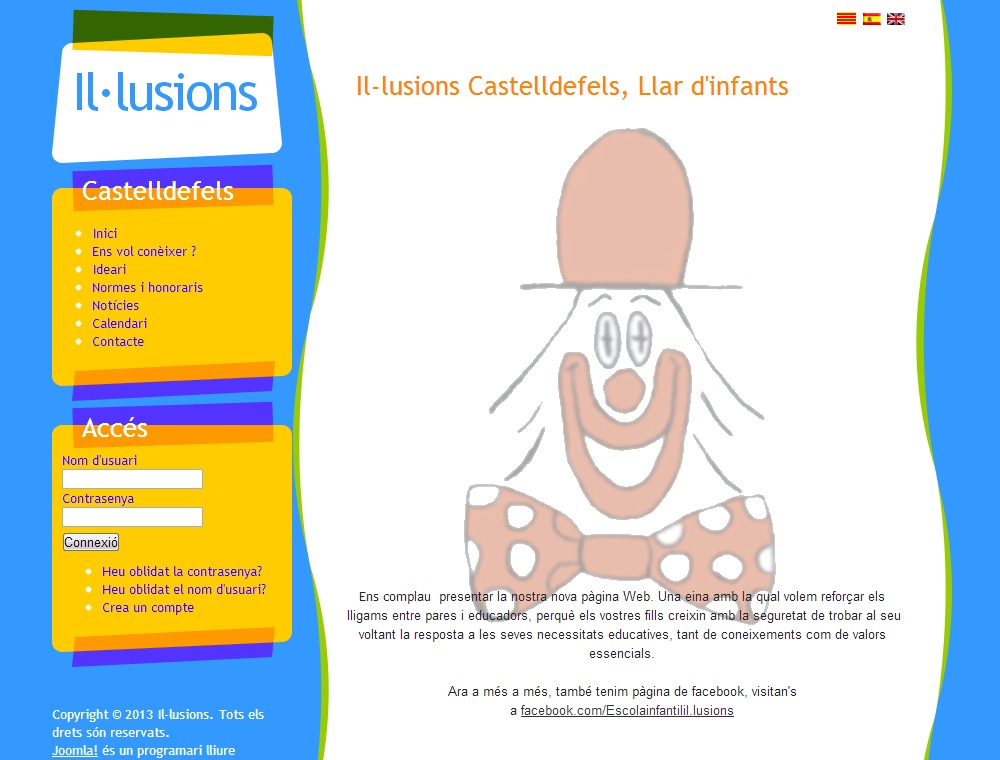 Il·lusions
Castelldefels
Inici
Ens vol conèixer ?
Ideari
Normes i honoraris
Notícies
Calendari
Contacte
Accés
Nom d'usuari
Contrasenya
Connexió
Heu oblidat la contrasenya?
Heu oblidat el nom d'usuari?
Crea un compte
Copyright © 2013 Il-lusions. Tots els
drets són reservats.
Joomla! és un programari lliure
Il-lusions Castelldefels, Llar d'infants
Ens complau  presentar la nostra nova pàgina Web. Una eina amb la qual volem reforçar els
lligams entre pares i educadors, perquè els vostres fills creixin amb la seguretat de trobar al seu
voltant la resposta a les seves necessitats educatives, tant de coneixements com de valors
essencials.
Ara a més a més, també tenim pàgina de facebook, visitan's
a facebook.com/Escolainfantilil.lusions